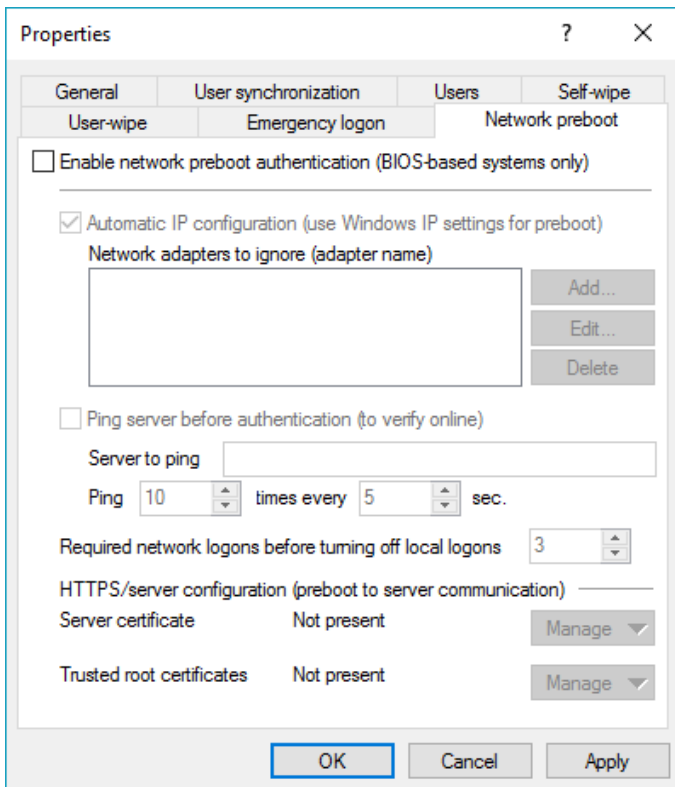 Properties ?
General User synchronization Users Self-wipe
User-wipe Emergency logon Network preboot
Enable network preboot authentication (BIOS-based systems only)
Automatic IP configuration (use Windows IP settings for preboot)
Network adapters to ignore (adapter name)
Add...
Edit...
Delete
Ping server before authentication (to verify online)
Server to ping
Ping 10 times every 5 sec.
Required network logons before turning off local logons 3
HTTPS/server configuration (preboot to server communication)
Server certificate Not present Manage
Trusted root certificates Not present Manage
OK Cancel Apply